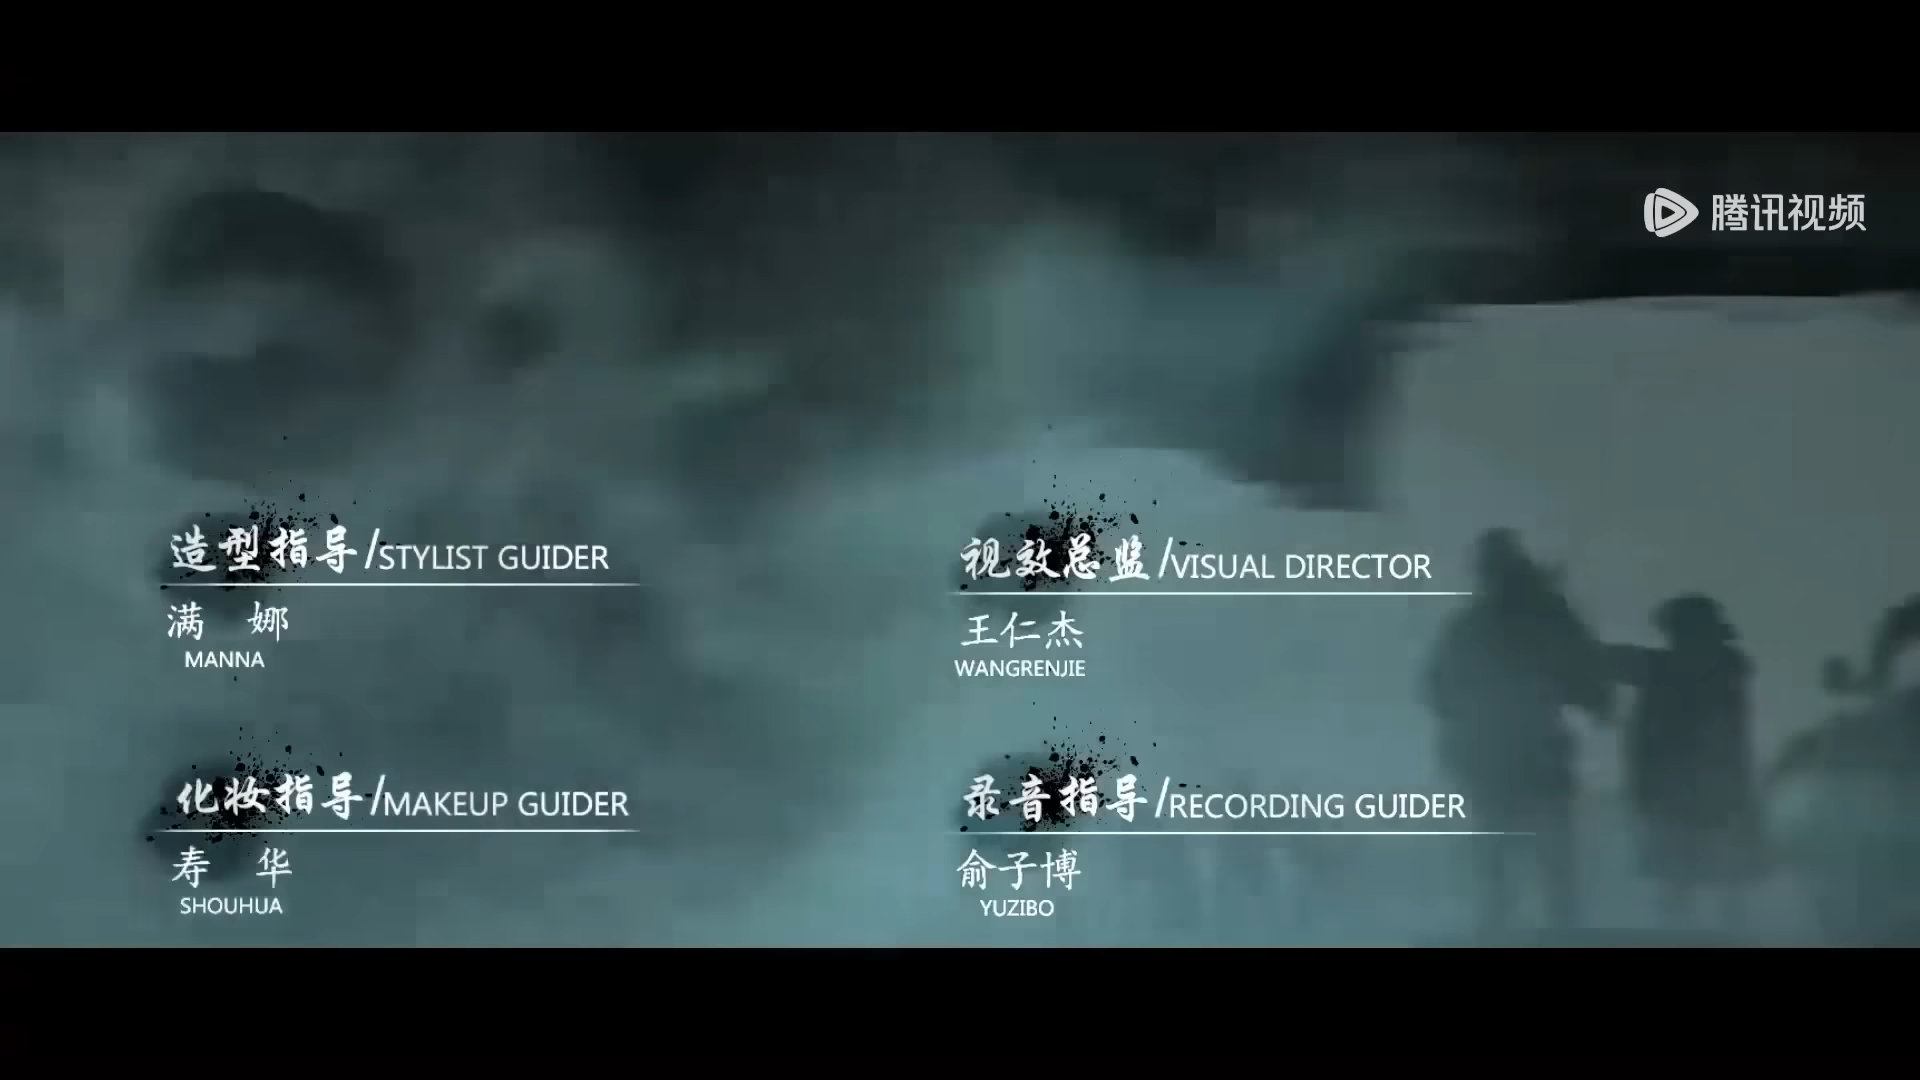 腾讯视频
造型指导/STYLIST GUIDER
满 娜
MANNA
视效总监/VISUAL DIRECTOR
王仁杰
WANGRENJIE
化妆指导/MAKEUP GUIDER
寿 华
SHOUHUA
录音指导/RECORDING GUIDER
俞子博
YUZIBO